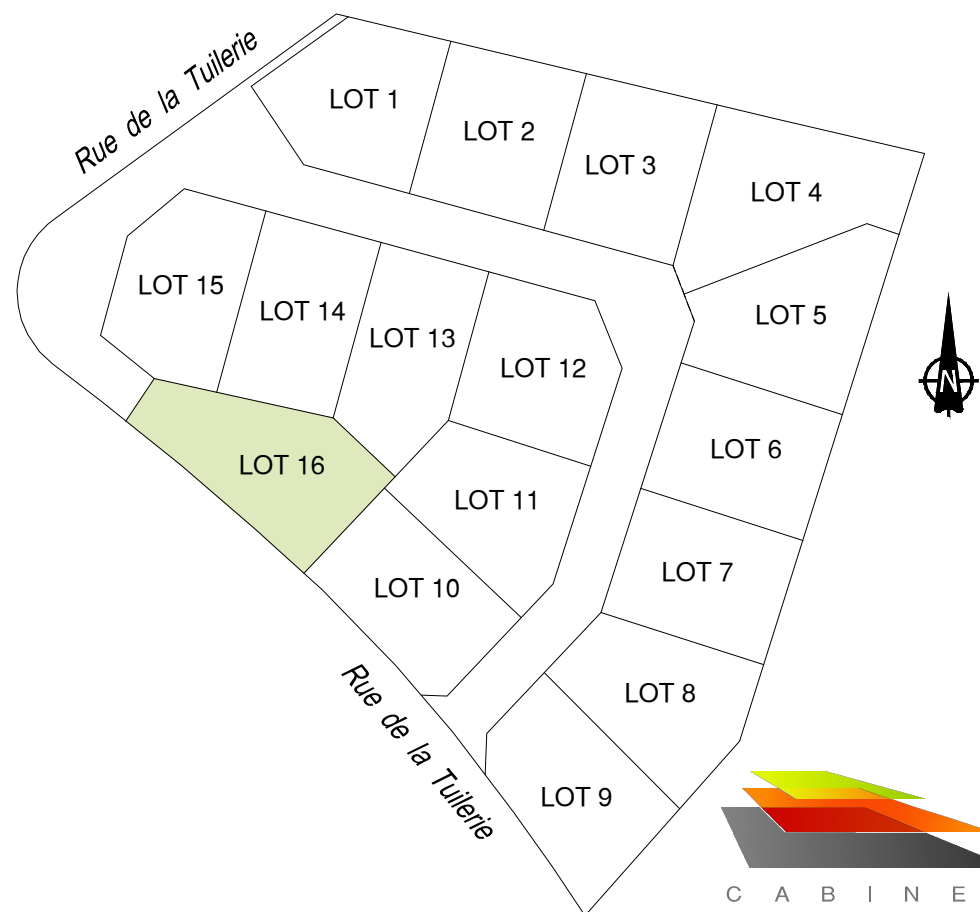 Rue de la Tuilerie
LOT 1
LOT 2
LOT 3
LOT 4
LOT 15
LOT 14
LOT 13
LOT 12
LOT 5
N
LOT 16
LOT 11
LOT 6
LOT 10
LOT 7
Rue de la Tuilerie
LOT 8
LOT 9
C A B I N E